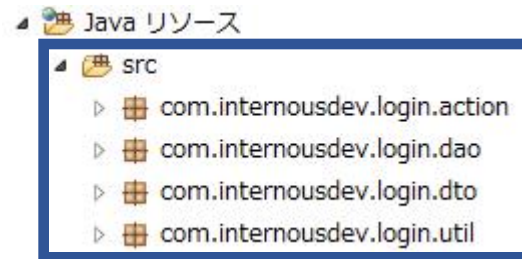 Java リソース
src
com.internousdev.login.action
com.internousdev.login.dao
com.internousdev.login.dto
com.internousdev.login.util